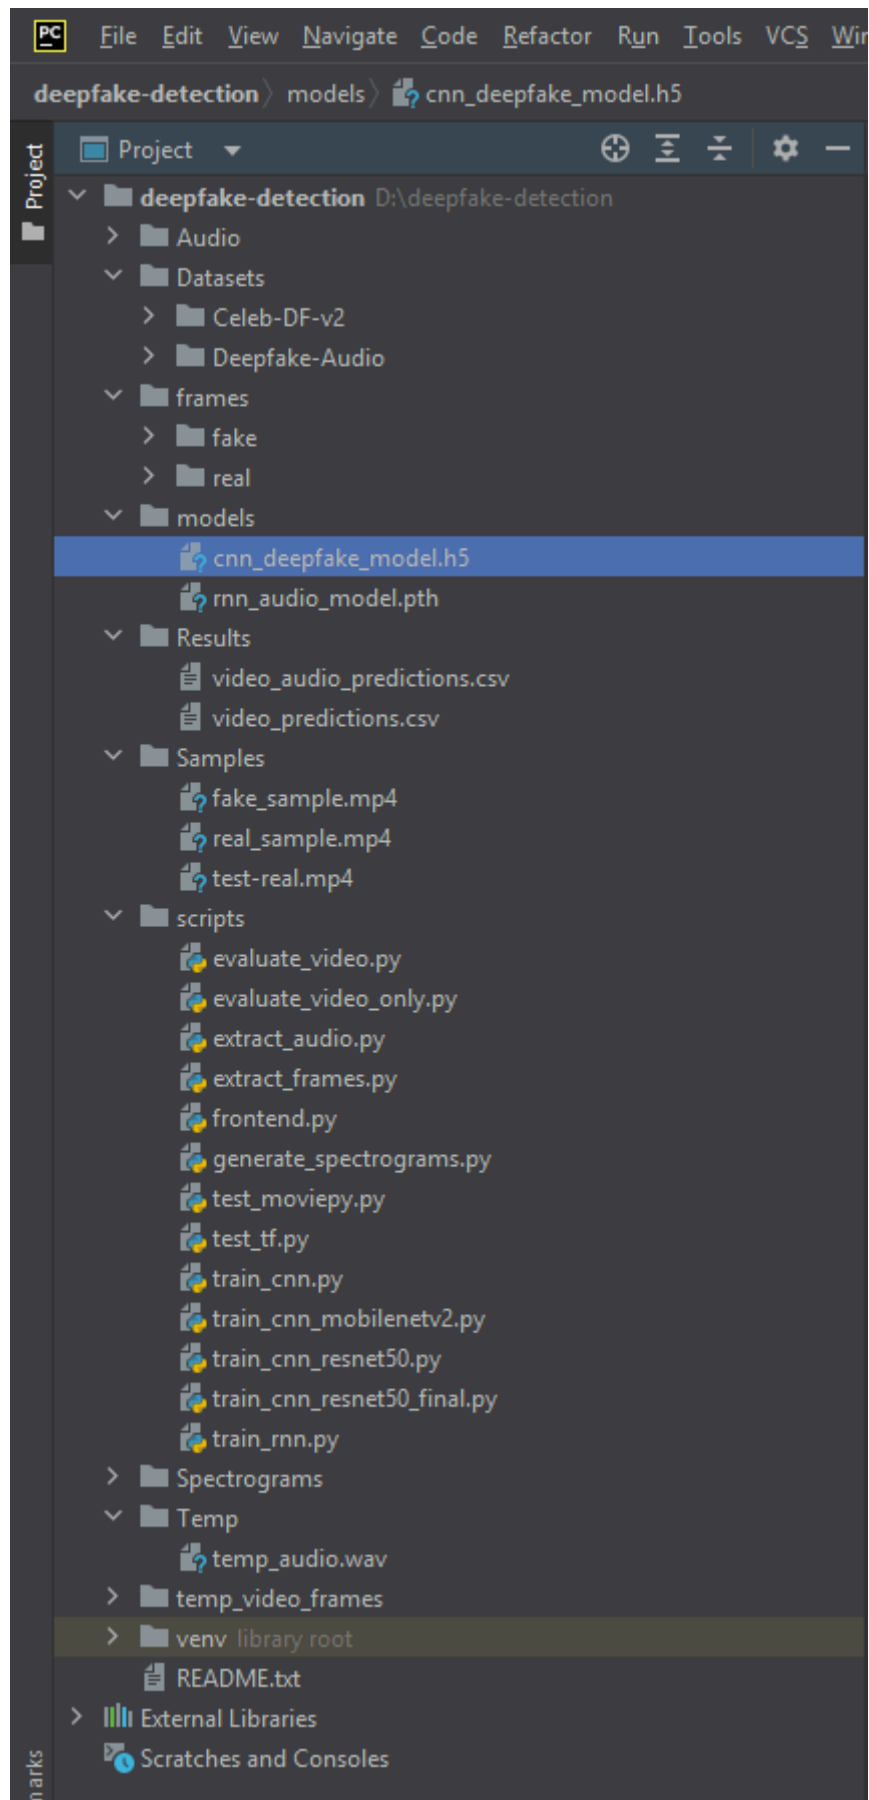 PC File Edit View Navigate Code Refactor Run Tools VCS Wir
deepfake-detection models cnn_deepfake_model.h5
Project
Project
deepfake-detection D:\deepfake-detection
Audio
Datasets
Celeb-DF-v2
Deepfake-Audio
frames
fake
real
models
cnn_deepfake_model.h5
rnn_audio_model.pth
Results
video_audio_predictions.csv
video_predictions.csv
Samples
fake_sample.mp4
real_sample.mp4
test-real.mp4
scripts
evaluate_video.py
evaluate_video_only.py
extract_audio.py
extract_frames.py
frontend.py
generate_spectrograms.py
test_moviepy.py
test_tf.py
train_cnn.py
train_cnn_mobilenetv2.py
train_cnn_resnet50.py
train_cnn_resnet50_final.py
train_rnn.py
Spectrograms
Temp
temp_audio.wav
temp_video_frames
venv library root
README.txt
External Libraries
Scratches and Consoles
marks